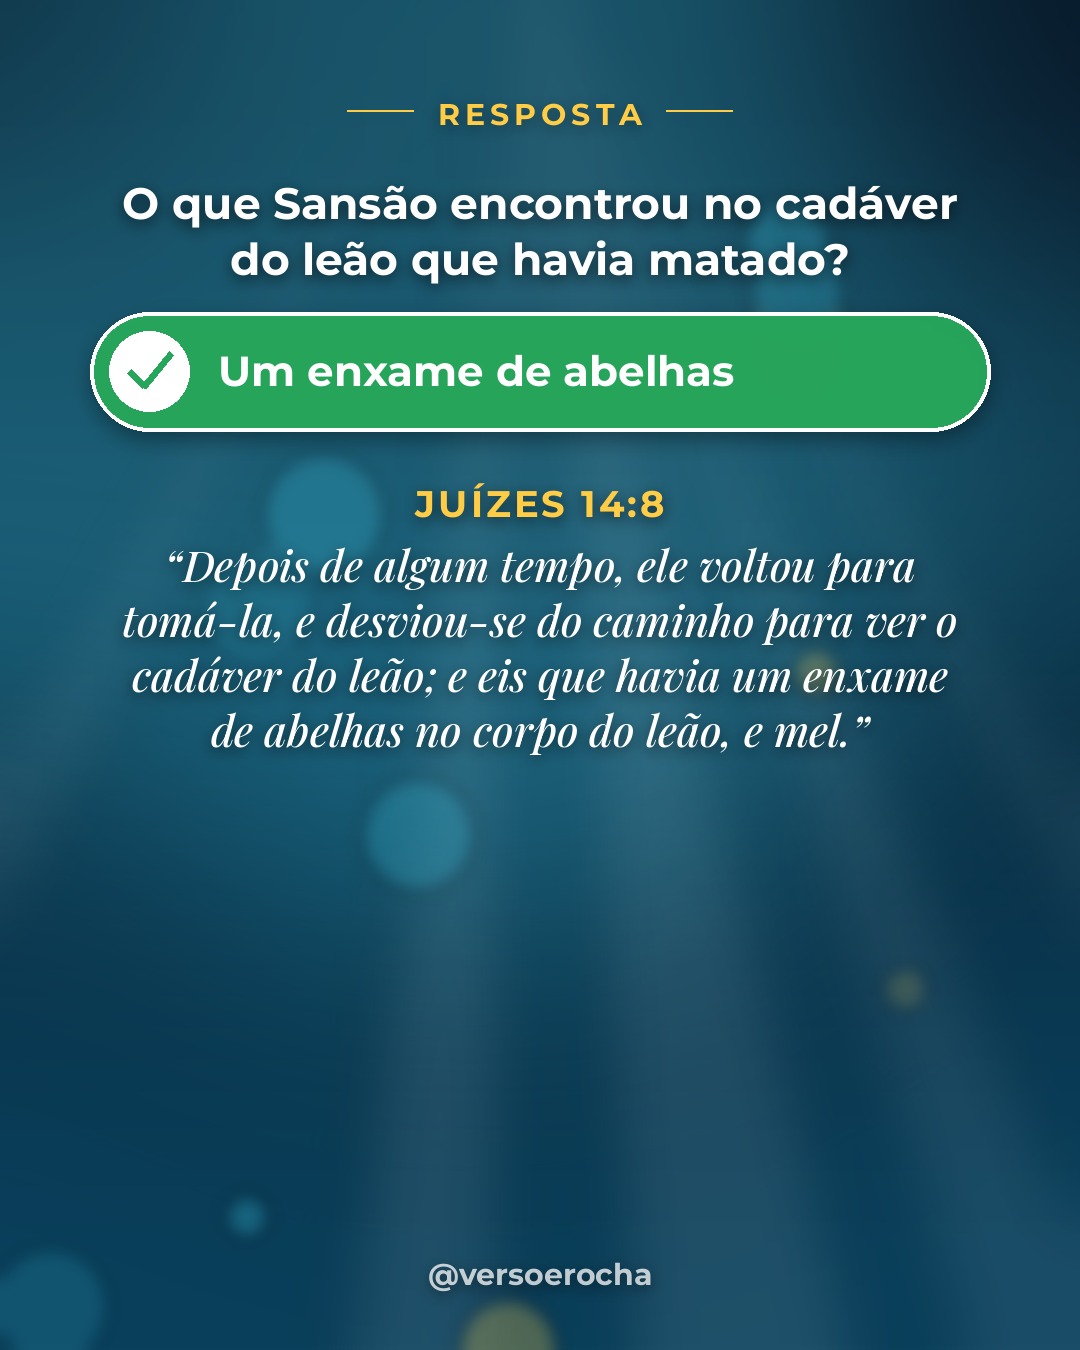 RESPOSTA
O que Sansão encontrou no cadáver
do leão que havia matado?
Um enxame de abelhas
JUÍZES 14:8
“Depois de algum tempo, ele voltou para
tomá-la, e desviou-se do caminho para ver o
cadáver do leão; e eis que havia um enxame
de abelhas no corpo do leão, e mel.”
@versoerocha